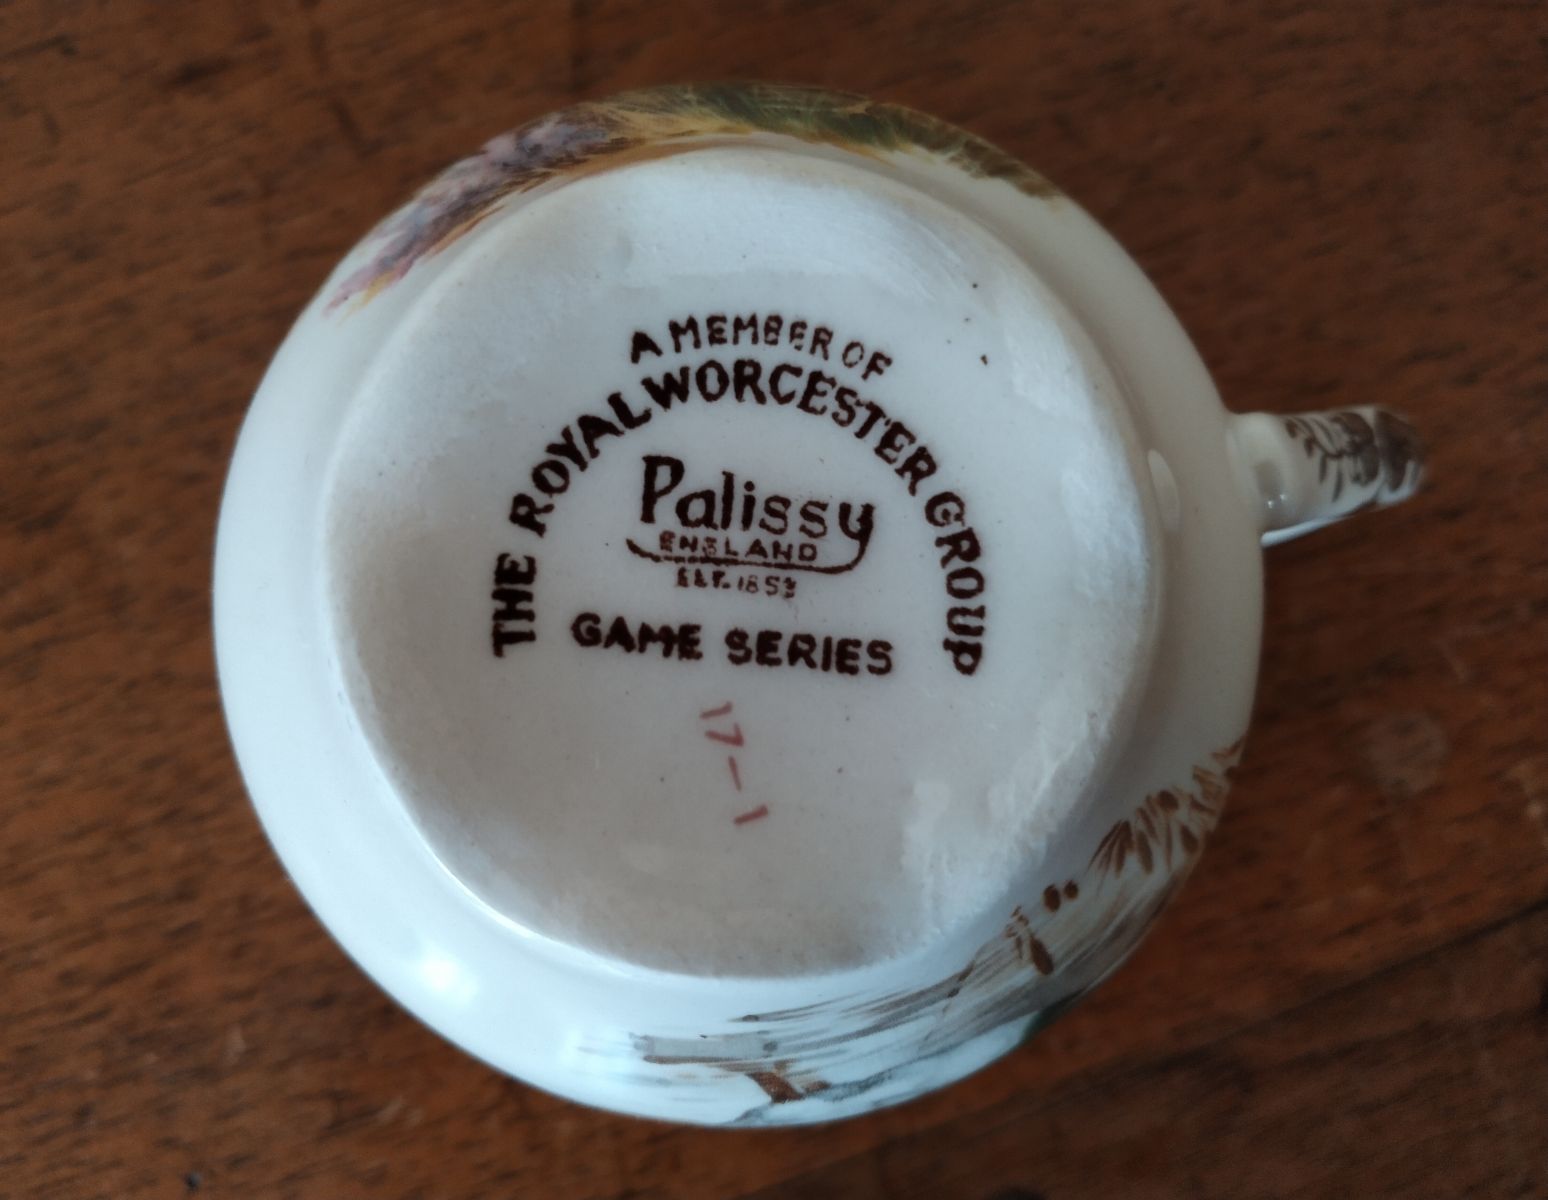 A MEMBER OF
THE ROYAL WORCESTER GROUP
Palissy
ENGLAND
EST. 1853
GAME SERIES
17-1